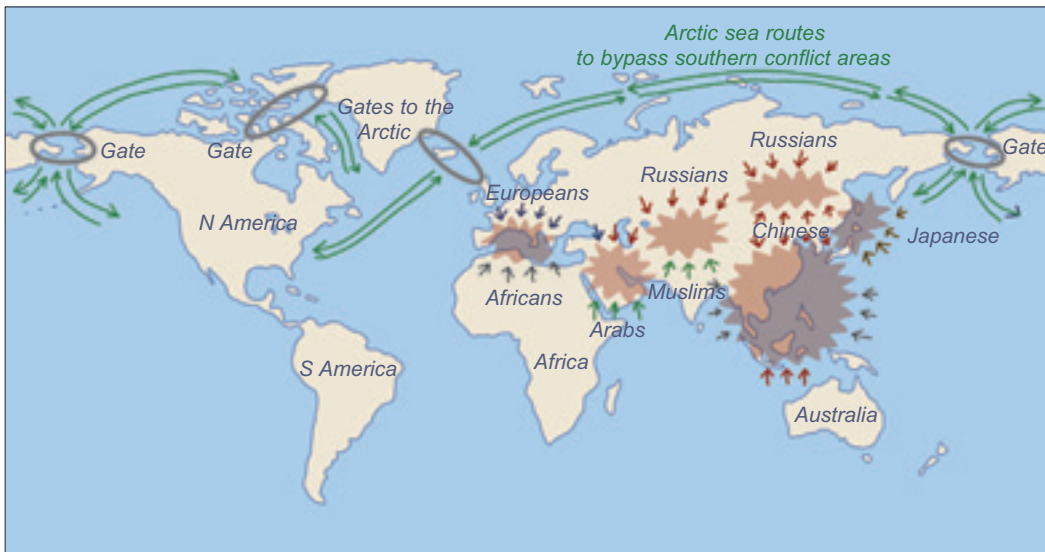 Arctic sea routes
to bypass southern conflict areas
Gates to the
Arctic
Gate
Gate
Gate
Russians
Russians
Europeans
N America
Chinese
Japanese
Africans
Muslims
Arabs
Africa
S America
Australia